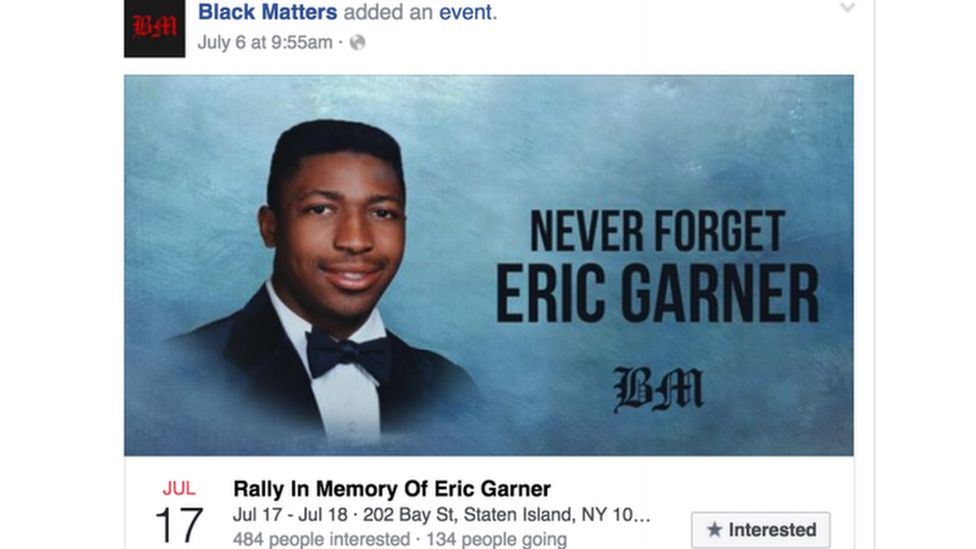 BM
Black Matters added an event.
July 6 at 9:55am ·
NEVER FORGET
ERIC GARNER
BM
JUL
17
Rally In Memory Of Eric Garner
Jul 17 - Jul 18 · 202 Bay St, Staten Island, NY 10…
484 people interested · 134 people going
★ Interested